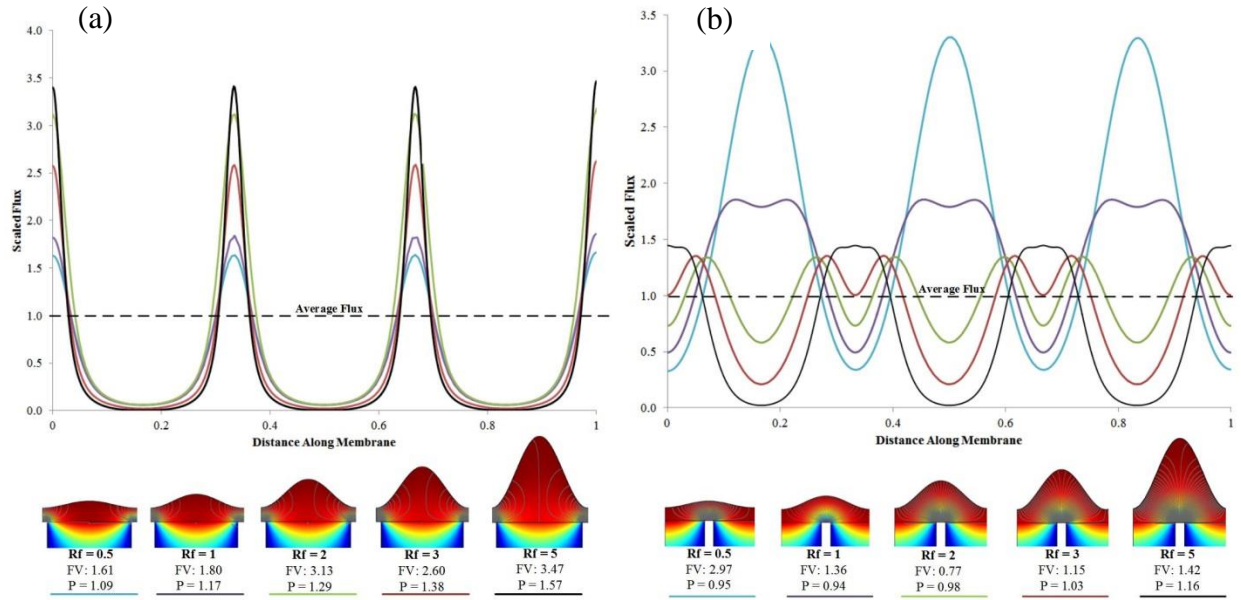 (a)
4.0
3.5
3.0
2.5
2.0
1.5
1.0
0.5
0.0
Scaled Flux
Average Flux
0
0.2
0.4
0.6
0.8
1
Distance Along Membrane
Rf = 0.5
FV: 1.61
P = 1.09
Rf = 1
FV: 1.80
P = 1.17
Rf = 2
FV: 3.13
P = 1.29
Rf = 3
FV: 2.60
P = 1.38
Rf = 5
FV: 3.47
P = 1.57
(b)
3.5
3.0
2.5
2.0
1.5
1.0
0.5
0.0
Scaled Flux
Average Flux
0
0.2
0.4
0.6
0.8
1
Distance Along Membrane
Rf = 0.5
FV: 2.97
P = 0.95
Rf = 1
FV: 1.36
P = 0.94
Rf = 2
FV: 0.77
P = 0.98
Rf = 3
FV: 1.15
P = 1.03
Rf = 5
FV: 1.42
P = 1.16